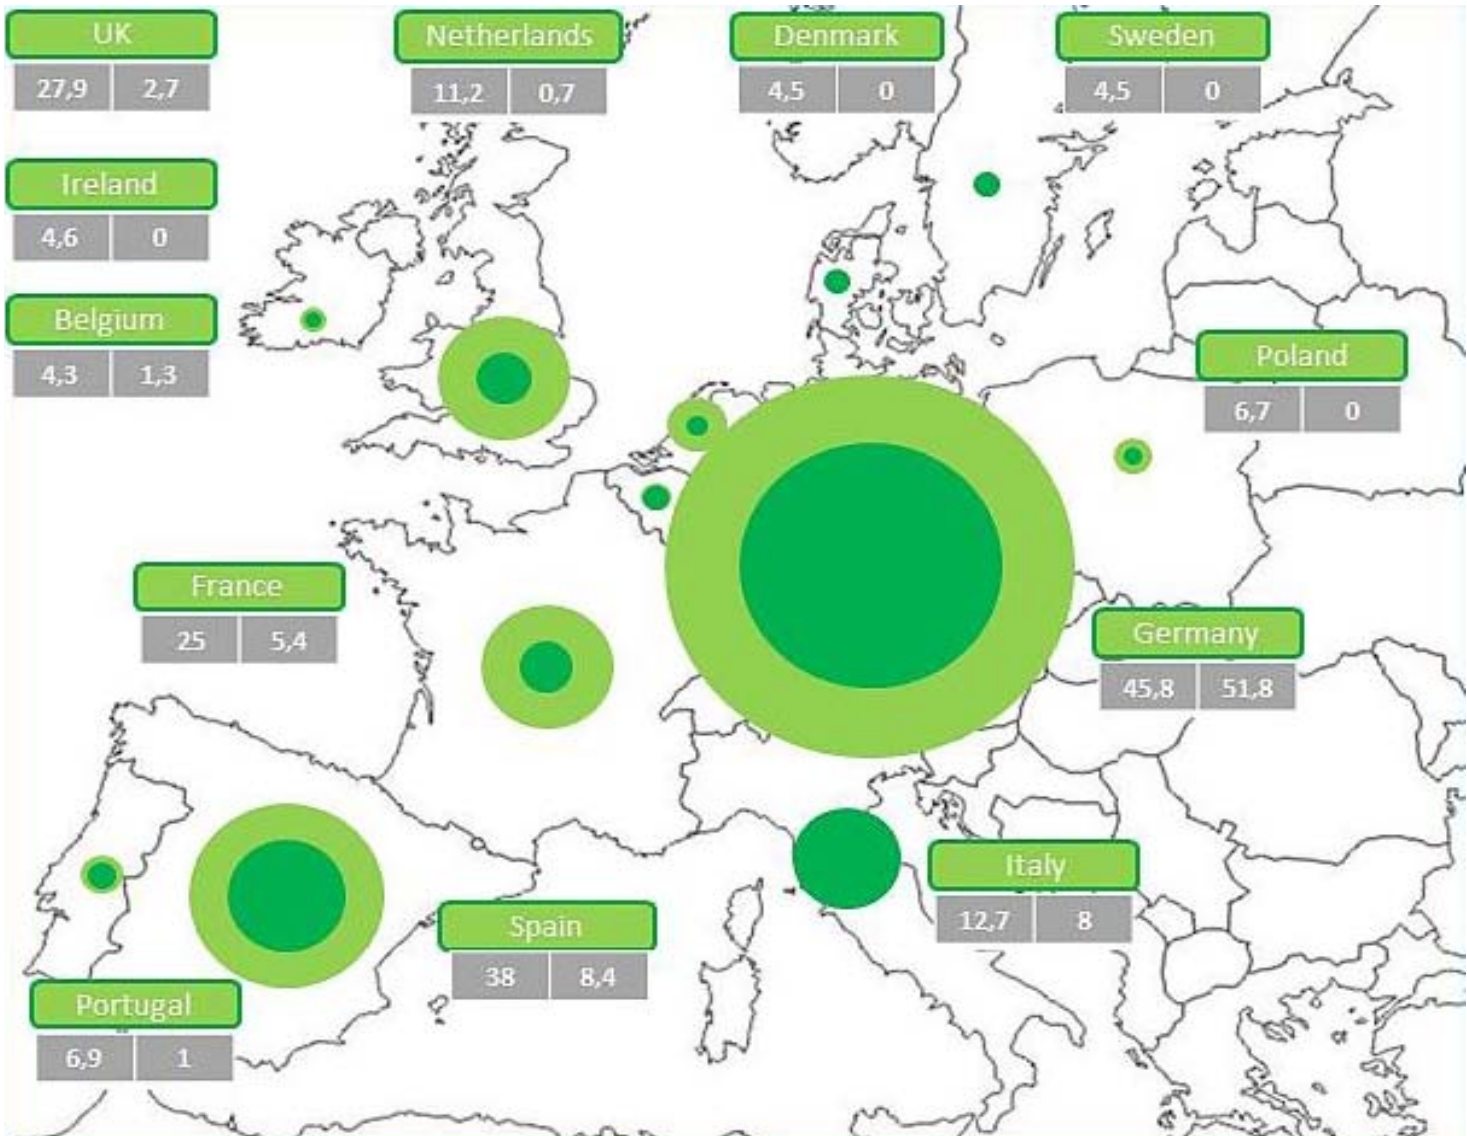 UK
27,9 2,7
Netherlands
11,2 0,7
Denmark
4,5 0
Sweden
4,5 0
Ireland
4,6 0
Belgium
4,3 1,3
Poland
6,7 0
France
25 5,4
Germany
45,8 51,8
Italy
12,7 8
Spain
38 8,4
Portugal
6,9 1